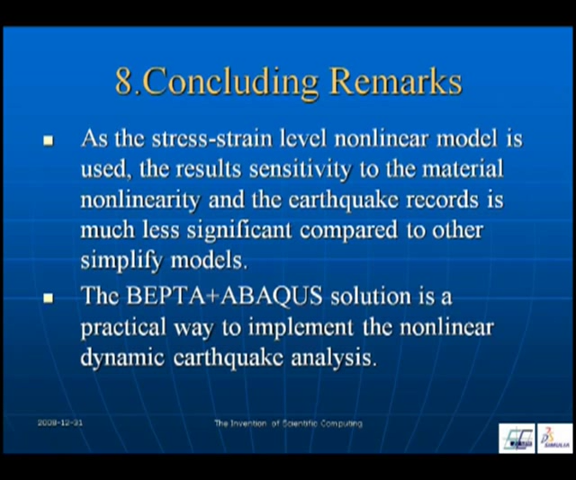 8.Concluding Remarks
As the stress-strain level nonlinear model is
used, the results sensitivity to the material
nonlinearity and the earthquake records is
much less significant compared to other
simplify models.
The BEPTA+ABAQUS solution is a
practical way to implement the nonlinear
dynamic earthquake analysis.
2008-12-31
The Invention of Scientific Computing
SIMULIA